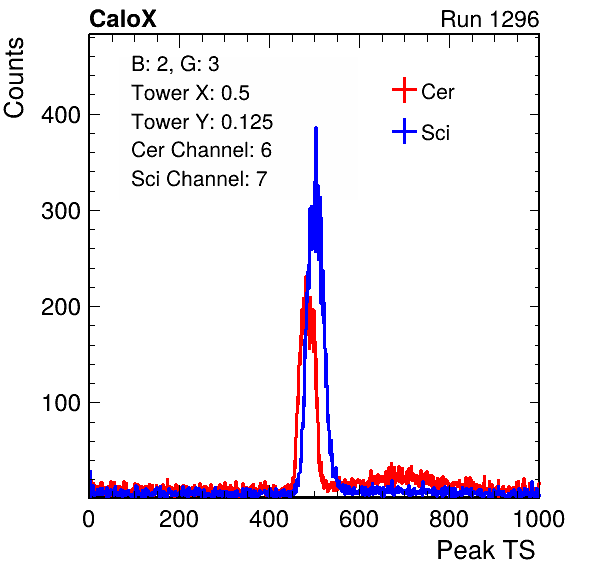 CaloX Run 1296
Counts
B: 2, G: 3
Tower X: 0.5
Tower Y: 0.125
Cer Channel: 6
Sci Channel: 7
Cer
Sci
400
300
200
100
0 200 400 600 800 1000
Peak TS